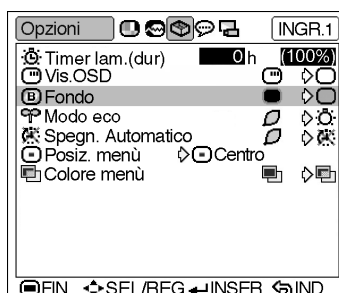 Opzioni INGR.1
Timer lam.(dur) 0 h (100%)
Vis.OSD
B Fondo
Modo eco
Spegn. Automatico
Posiz. menù Centro
Colore menù
FIN SEL./REG INSER IND